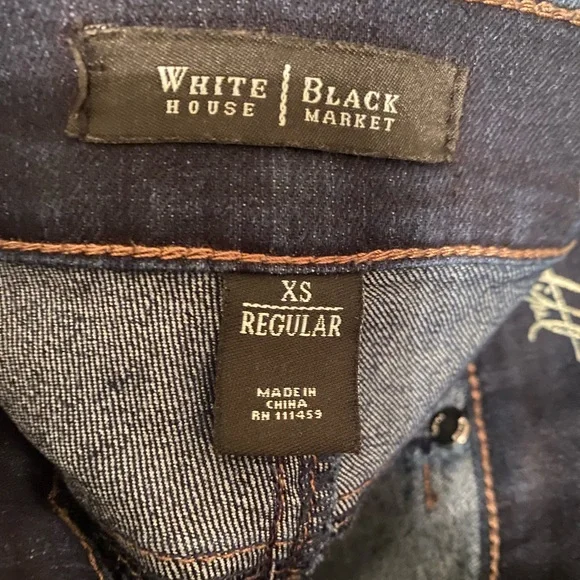 WHITE | BLACK
HOUSE | MARKET
XS
REGULAR
MADE IN
CHINA
RN 111459